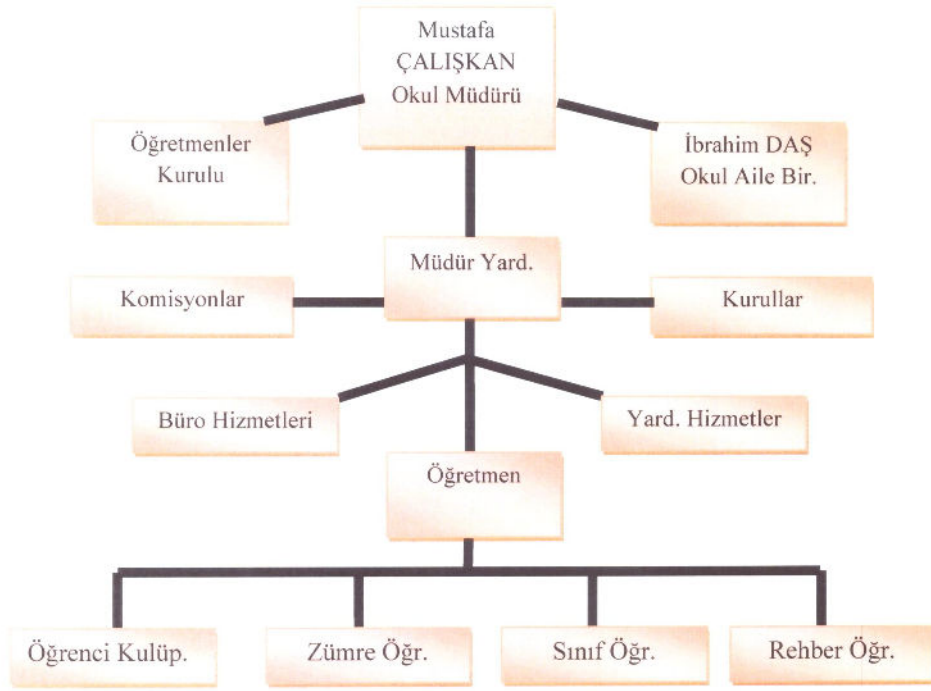 Mustafa
ÇALIŞKAN
Okul Müdürü
Öğretmenler
Kurulu
İbrahim DAŞ
Okul Aile Bir.
Müdür Yard.
Komisyonlar
Kurullar
Büro Hizmetleri
Yard. Hizmetler
Öğretmen
Öğrenci Kulüp.
Zümre Öğr.
Sınıf Öğr.
Rehber Öğr.